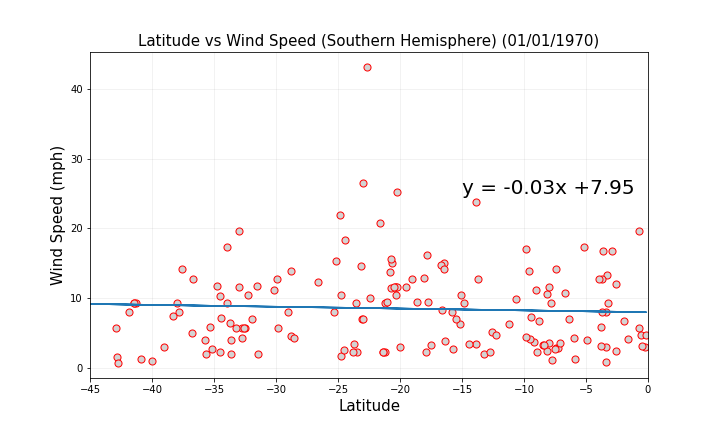 Latitude vs Wind Speed (Southern Hemisphere) (01/01/1970)
Wind Speed (mph)
40
30
20
10
0
y = -0.03x +7.95
−45 −40 −35 −30 −25 −20 −15 −10 −5 0
Latitude